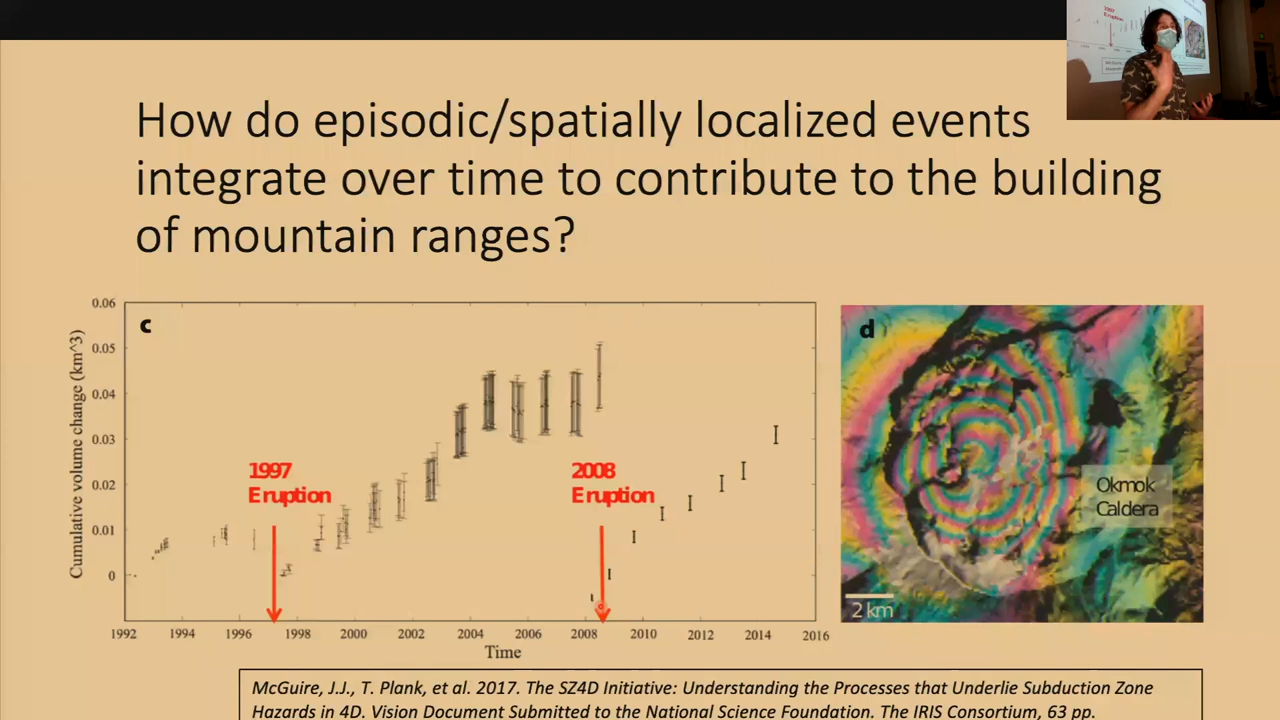 How do episodic/spatially localized events
integrate over time to contribute to the building
of mountain ranges?
c
Cumulative volume change (km^3)
0.06
0.05
0.04
0.03
0.02
0.01
0
1997
Eruption
2008
Eruption
1992 1994 1996 1998 2000 2002 2004 2006 2008 2010 2012 2014 2016
Time
d
Okmok
Caldera
2 km
McGuire, J.J., T. Plank, et al. 2017. The SZ4D Initiative: Understanding the Processes that Underlie Subduction Zone
Hazards in 4D. Vision Document Submitted to the National Science Foundation. The IRIS Consortium, 63 pp.
1997
Eruption